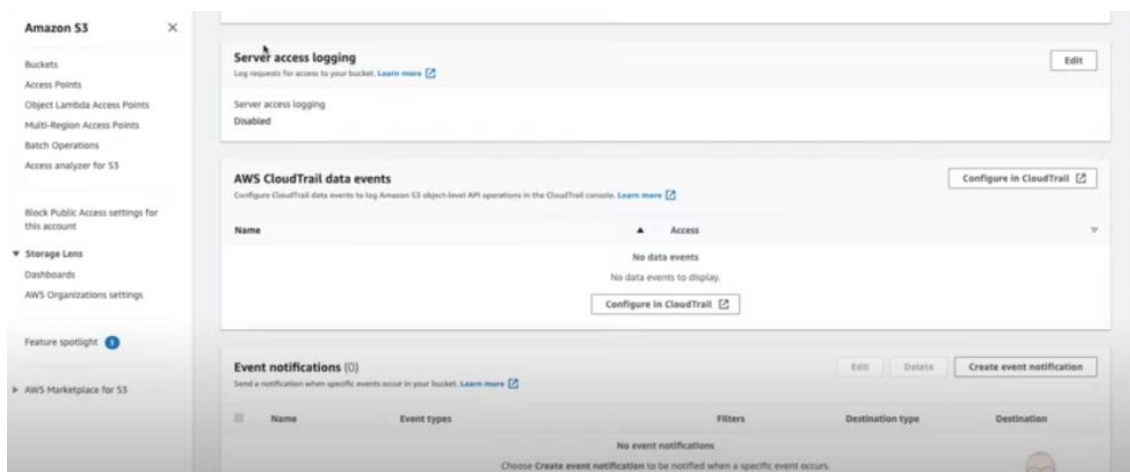 Amazon S3
Buckets
Access Points
Object Lambda Access Points
Multi-Region Access Points
Batch Operations
Access analyzer for S3
Block Public Access settings for
this account
Storage Lens
Dashboards
AWS Organizations settings
Feature spotlight 3
AWS Marketplace for S3
Server access logging
Edit
Log requests for access to your bucket. Learn more
Server access logging
Disabled
AWS CloudTrail data events
Configure in CloudTrail
Configure CloudTrail data events to log Amazon S3 object-level API operations in the CloudTrail console. Learn more
Name Access
No data events
No data events to display.
Configure in CloudTrail
Event notifications (0)
Edit Delete Create event notification
Send a notification when specific events occur in your bucket. Learn more
Name Event types Filters Destination type Destination
No event notifications
Choose Create event notification to be notified when a specific event occurs.